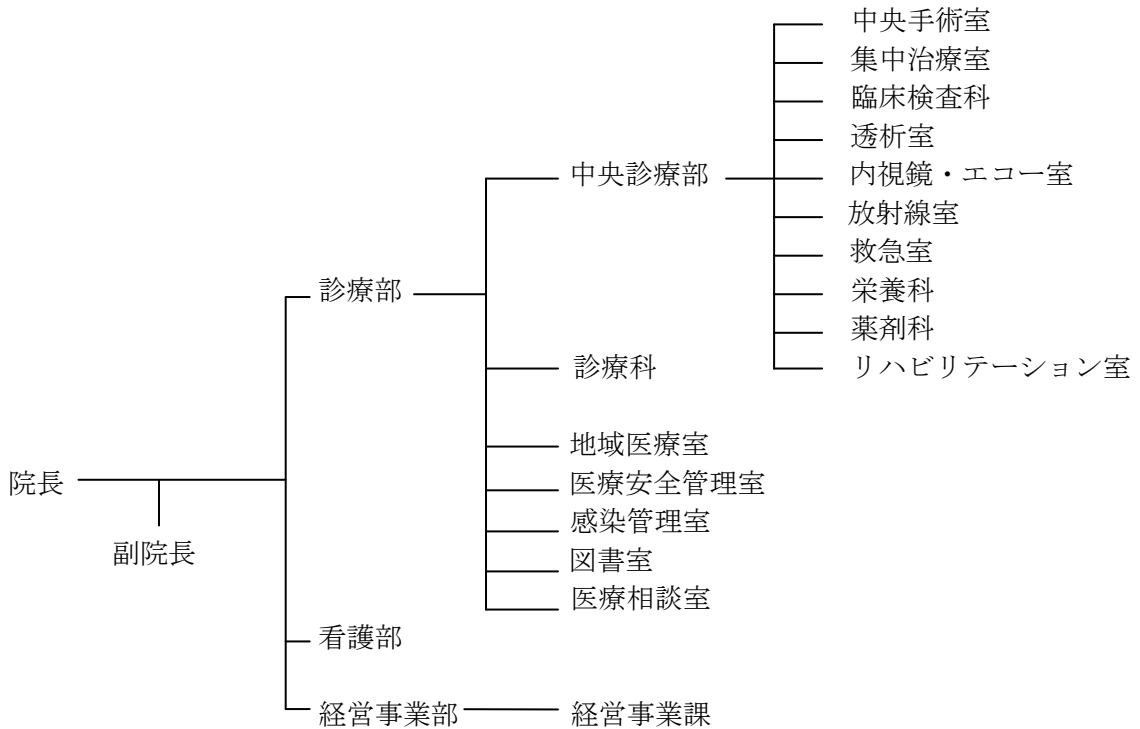 中央手術室
集中治療室
臨床検査科
透析室
中央診療部
内視鏡・エコー室
放射線室
救急室
診療部
栄養科
薬剤科
診療科
リハビリテーション室
地域医療室
院長
医療安全管理室
感染管理室
副院長
図書室
医療相談室
看護部
経営事業部
経営事業課